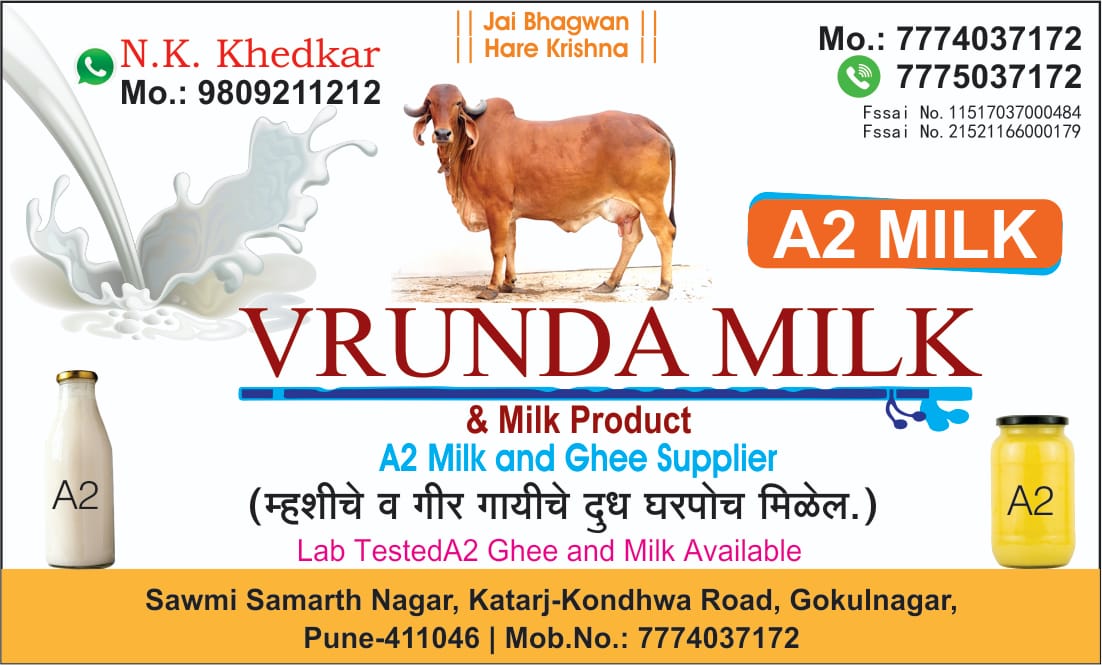 || Jai Bhagwan ||
|| Hare Krishna ||
N.K. Khedkar
Mo.: 9809211212
Mo.: 7774037172
7775037172
Fssai No.11517037000484
Fssai No.21521166000179
A2 MILK
VRUNDA MILK
& Milk Product
A2 Milk and Ghee Supplier
(म्हशीचे व गीर गायीचे दुध घरपोच मिळेल.)
Lab TestedA2 Ghee and Milk Available
A2
A2
Sawmi Samarth Nagar, Katarj-Kondhwa Road, Gokulnagar,
Pune-411046 | Mob.No.: 7774037172